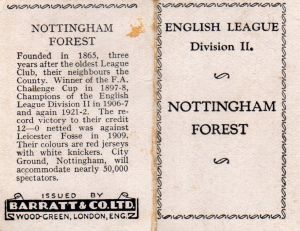 NOTTINGHAM
FOREST
Founded in 1865, three
years after the oldest League
Club, their neighbours the
County. Winner of the F.A.
Challenge Cup in 1897-8,
Champions of the English
League Division II in 1906-7
and again 1921-2. The re-
cord victory to their credit
12—0 netted was against
Leicester Fosse in 1909.
Their colours are red jerseys
with white knickers. City
Ground, Nottingham, will
accommodate nearly 50,000
spectators.
ISSUED BY
BARRATT & CO. LTD.
WOOD-GREEN, LONDON, ENG.
ENGLISH LEAGUE
Division II.
NOTTINGHAM
FOREST